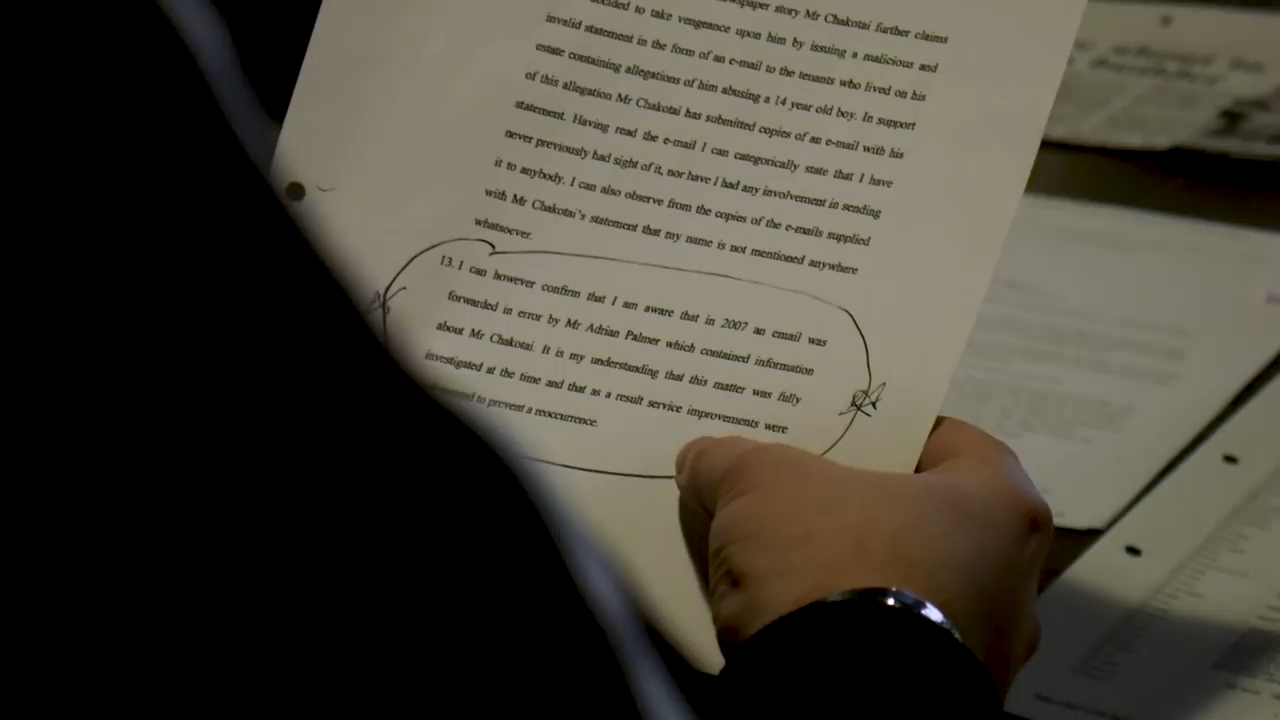 newspaper story Mr Chakotai further claims
decided to take vengeance upon him by issuing a malicious and
invalid statement in the form of an e-mail to the tenants who lived on his
estate containing allegations of him abusing a 14 year old boy. In support
of this allegation Mr Chakotai has submitted copies of an e-mail with his
statement. Having read the e-mail I can categorically state that I have
never previously had sight of it, nor have I had any involvement in sending
it to anybody. I can also observe from the copies of the e-mails supplied
with Mr Chakotai's statement that my name is not mentioned anywhere
whatsoever.
13. I can however confirm that I am aware that in 2007 an email was
forwarded in error by Mr Adrian Palmer which contained information
about Mr Chakotai. It is my understanding that this matter was fully
investigated at the time and that as a result service improvements were
to prevent a reoccurrence.